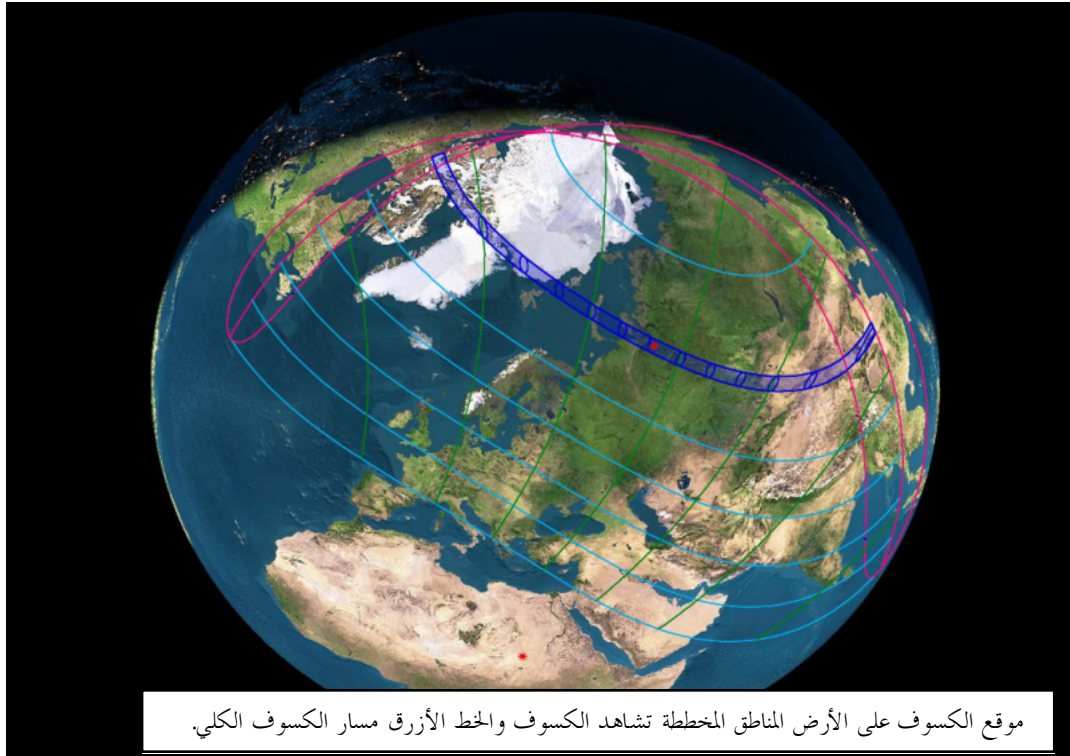 موقع الكسوف على الأرض المناطق المخططة تشاهد الكسوف والخط الأزرق مسار الكسوف الكلي.